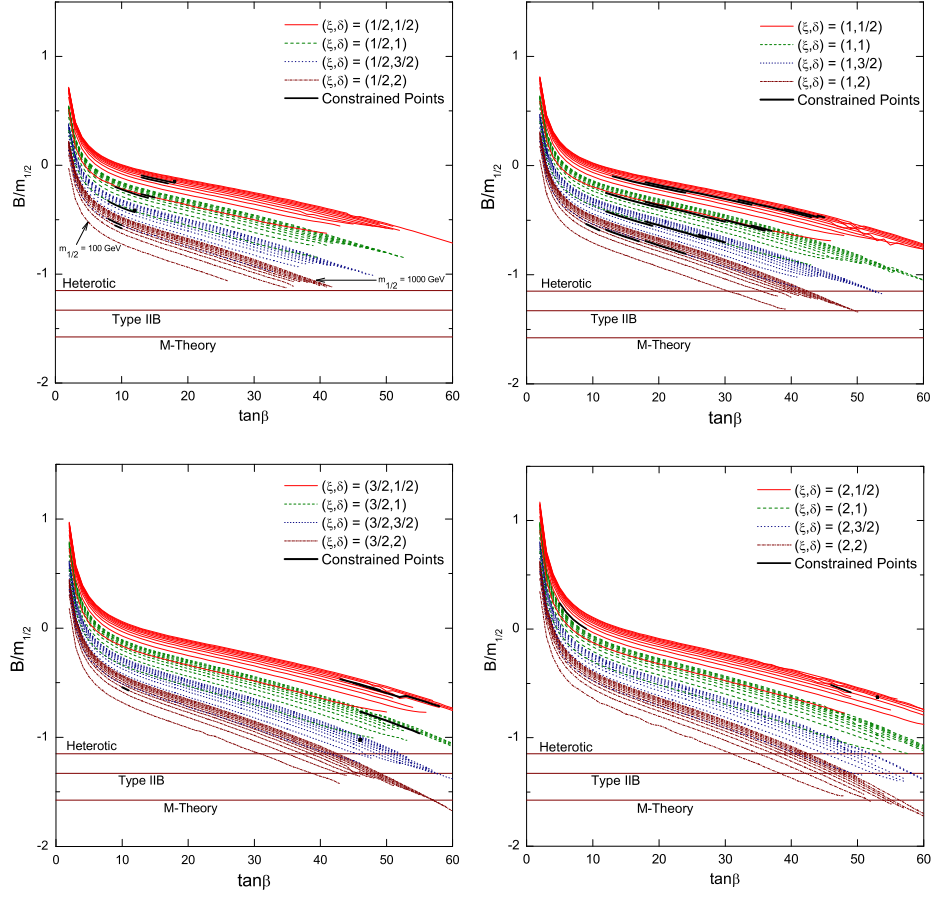 (ξ,δ) = (1/2,1/2)
(ξ,δ) = (1/2,1)
(ξ,δ) = (1/2,3/2)
(ξ,δ) = (1/2,2)
Constrained Points
1
0
-1
-2
B/m1/2
m1/2 = 100 GeV
m1/2 = 1000 GeV
Heterotic
Type IIB
M-Theory
0 10 20 30 40 50 60
tanβ
(ξ,δ) = (1,1/2)
(ξ,δ) = (1,1)
(ξ,δ) = (1,3/2)
(ξ,δ) = (1,2)
Constrained Points
1
0
-1
-2
B/m1/2
Heterotic
Type IIB
M-Theory
0 10 20 30 40 50 60
tanβ
(ξ,δ) = (3/2,1/2)
(ξ,δ) = (3/2,1)
(ξ,δ) = (3/2,3/2)
(ξ,δ) = (3/2,2)
Constrained Points
1
0
-1
-2
B/m1/2
Heterotic
Type IIB
M-Theory
0 10 20 30 40 50 60
tanβ
(ξ,δ) = (2,1/2)
(ξ,δ) = (2,1)
(ξ,δ) = (2,3/2)
(ξ,δ) = (2,2)
Constrained Points
1
0
-1
-2
B/m1/2
Heterotic
Type IIB
M-Theory
0 10 20 30 40 50 60
tanβ